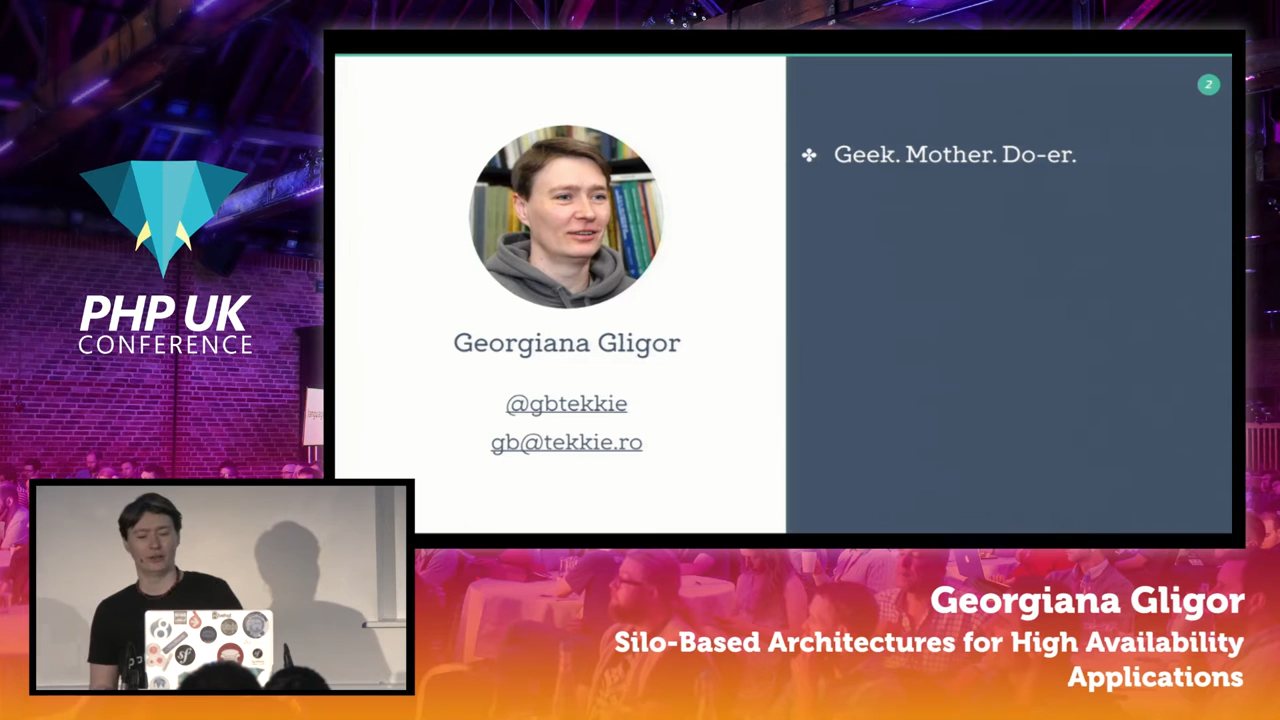 2
Geek. Mother. Do-er.
Georgiana Gligor
@gbtekkie
gb@tekkie.ro
PHP UK
CONFERENCE
Georgiana Gligor
Silo-Based Architectures for High Availability
Applications